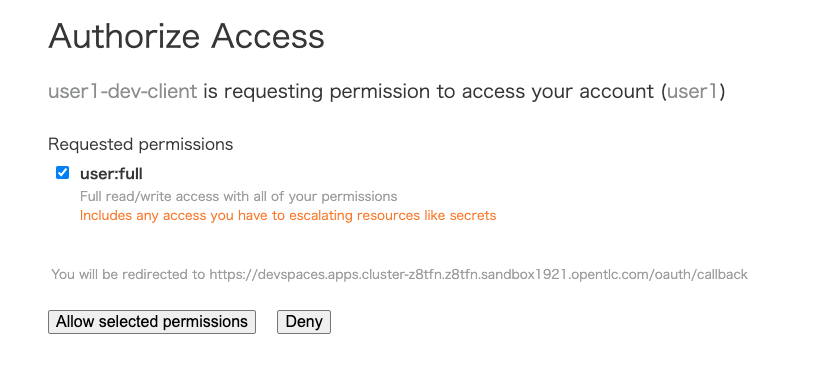 Authorize Access
user1-dev-client is requesting permission to access your account (user1)
Requested permissions
user:full
Full read/write access with all of your permissions
Includes any access you have to escalating resources like secrets
You will be redirected to https://devspaces.apps.cluster-z8tfn.z8tfn.sandbox1921.opentlc.com/oauth/callback
Allow selected permissions Deny